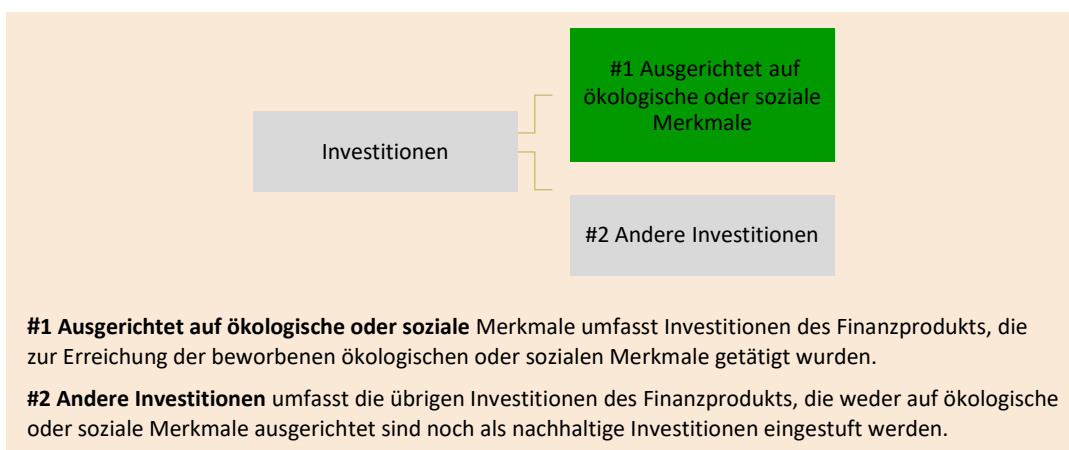 #1 Ausgerichtet auf
ökologische oder soziale
Merkmale
Investitionen
#2 Andere Investitionen
#1 Ausgerichtet auf ökologische oder soziale Merkmale umfasst Investitionen des Finanzprodukts, die
zur Erreichung der beworbenen ökologischen oder sozialen Merkmale getätigt wurden.
#2 Andere Investitionen umfasst die übrigen Investitionen des Finanzprodukts, die weder auf ökologische
oder soziale Merkmale ausgerichtet sind noch als nachhaltige Investitionen eingestuft werden.